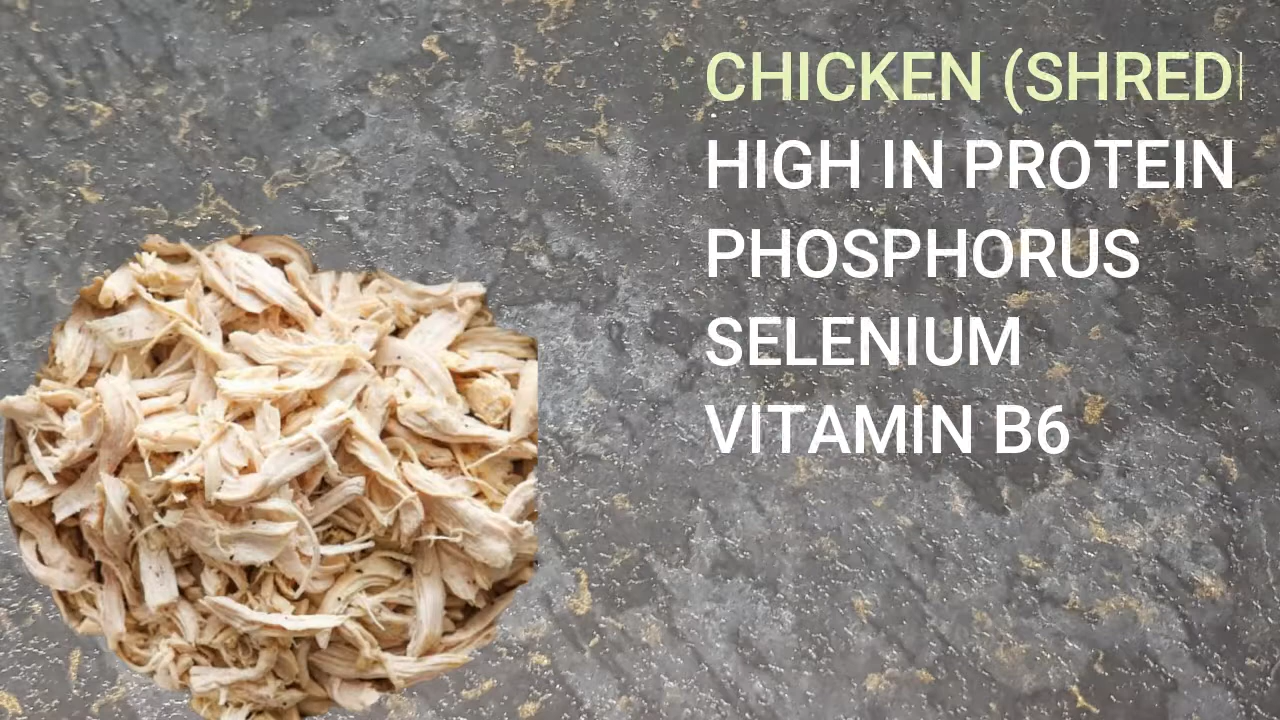 CHICKEN (SHRED
HIGH IN PROTEIN
PHOSPHORUS
SELENIUM
VITAMIN B6